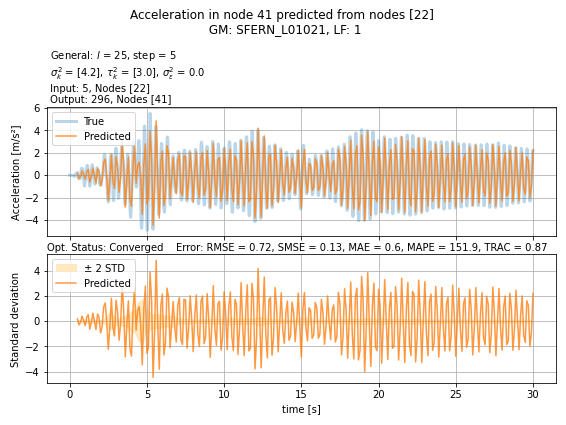 Acceleration in node 41 predicted from nodes [22]
GM: SFERN_L01021, LF: 1
General: l = 25, step = 5
σ²ₖ = [4.2], τ²ₖ = [3.0], σ²ε = 0.0
Input: 5, Nodes [22]
Output: 296, Nodes [41]
6
4
2
0
−2
−4
Acceleration [m/s²]
True
Predicted
Opt. Status: Converged Error: RMSE = 0.72, SMSE = 0.13, MAE = 0.6, MAPE = 151.9, TRAC = 0.87
4
2
0
−2
−4
Standard deviation
± 2 STD
Predicted
0 5 10 15 20 25 30
time [s]